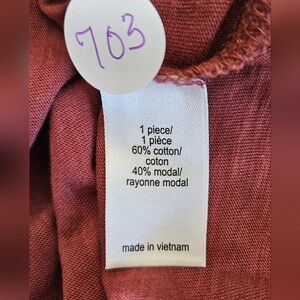 703
1 piece/
1 pièce
60% cotton/
coton
40% modal/
rayonne modal
made in vietnam